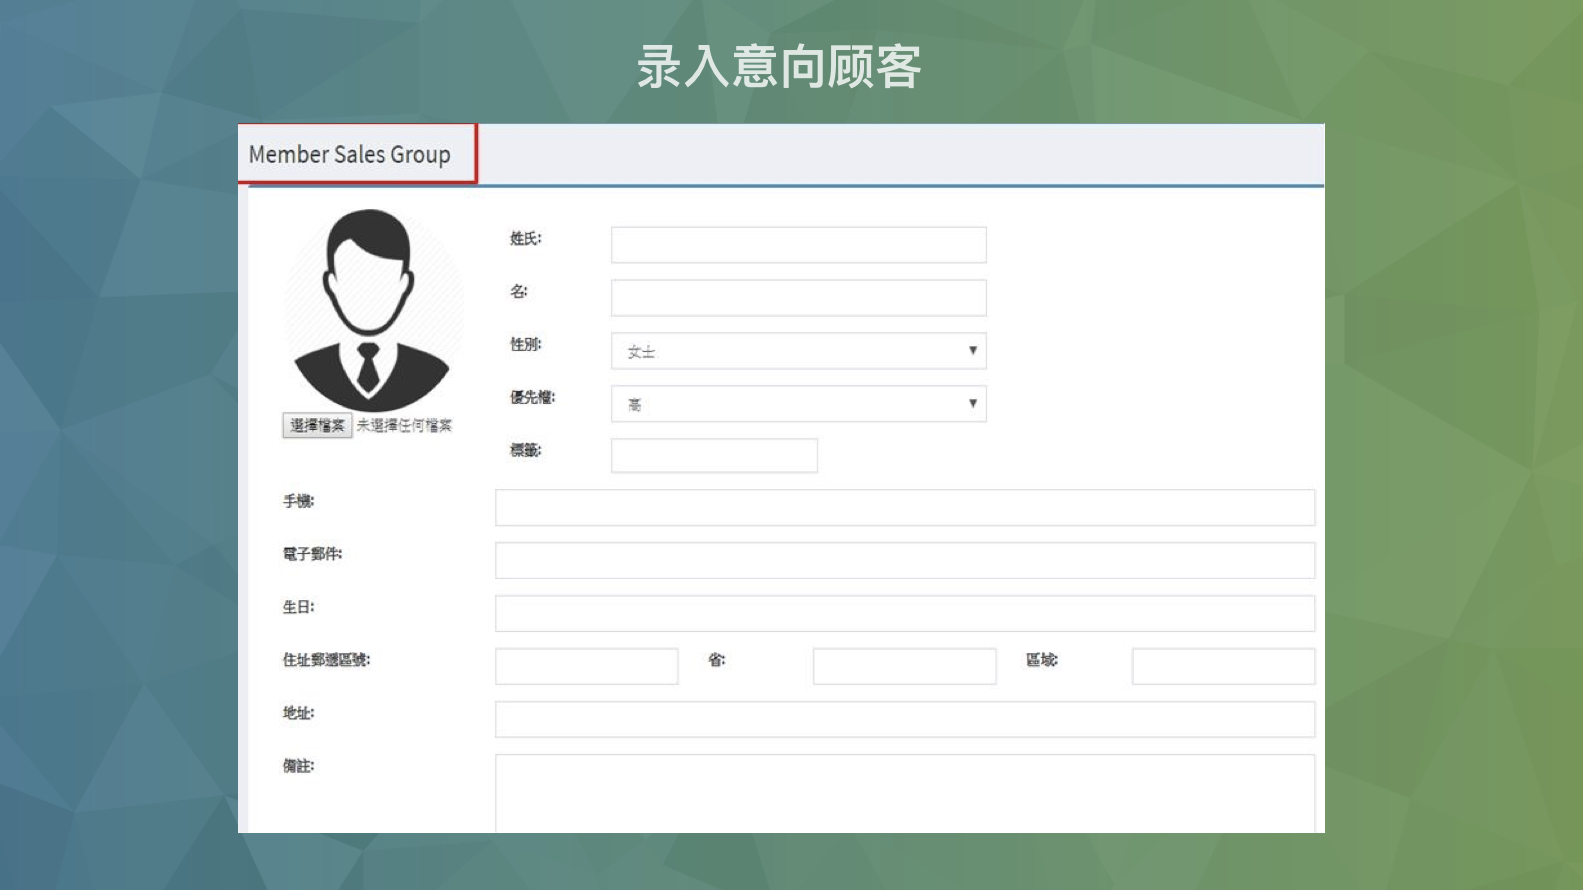 录入意向顾客
Member Sales Group
姓氏:
名:
性別: 女士
優先權: 高
選擇檔案 未選擇任何檔案
標籤:
手機:
電子郵件:
生日:
住址郵遞區號: 省: 區域:
地址:
備註: